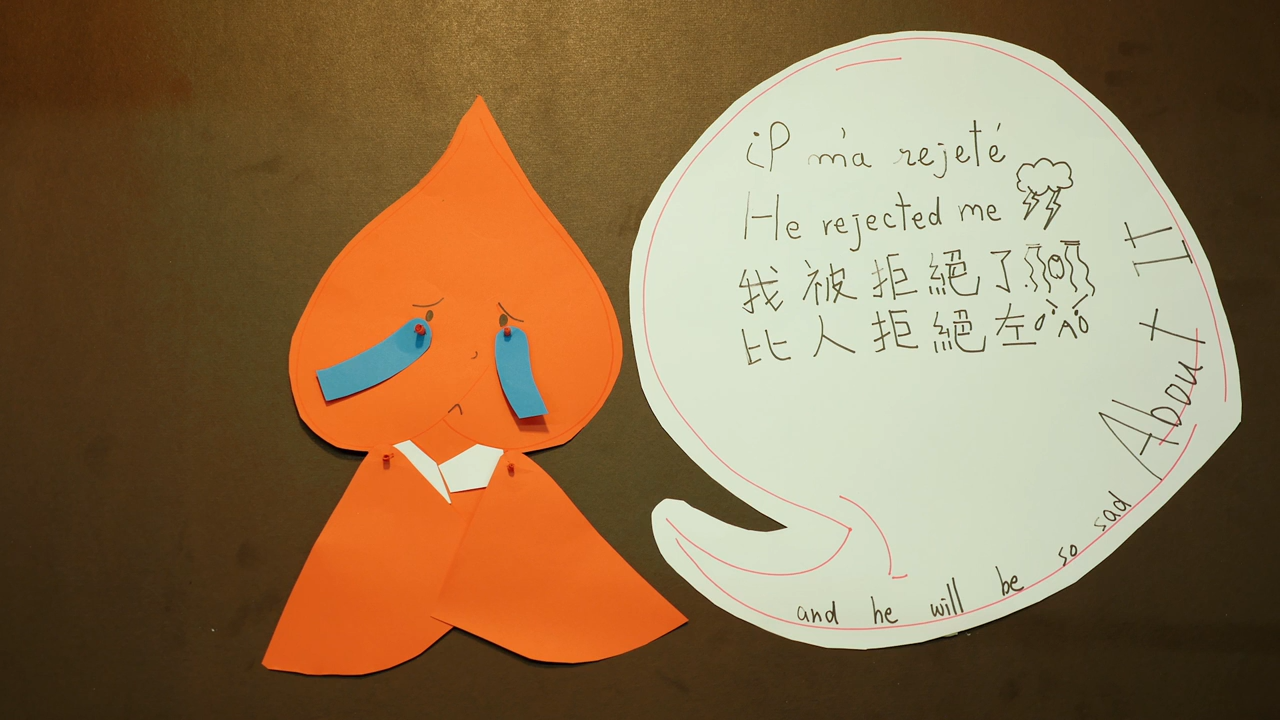 iP m'a rejeté
He rejected me
我被拒絕了
比人拒絕左
and he will be so sad About IT